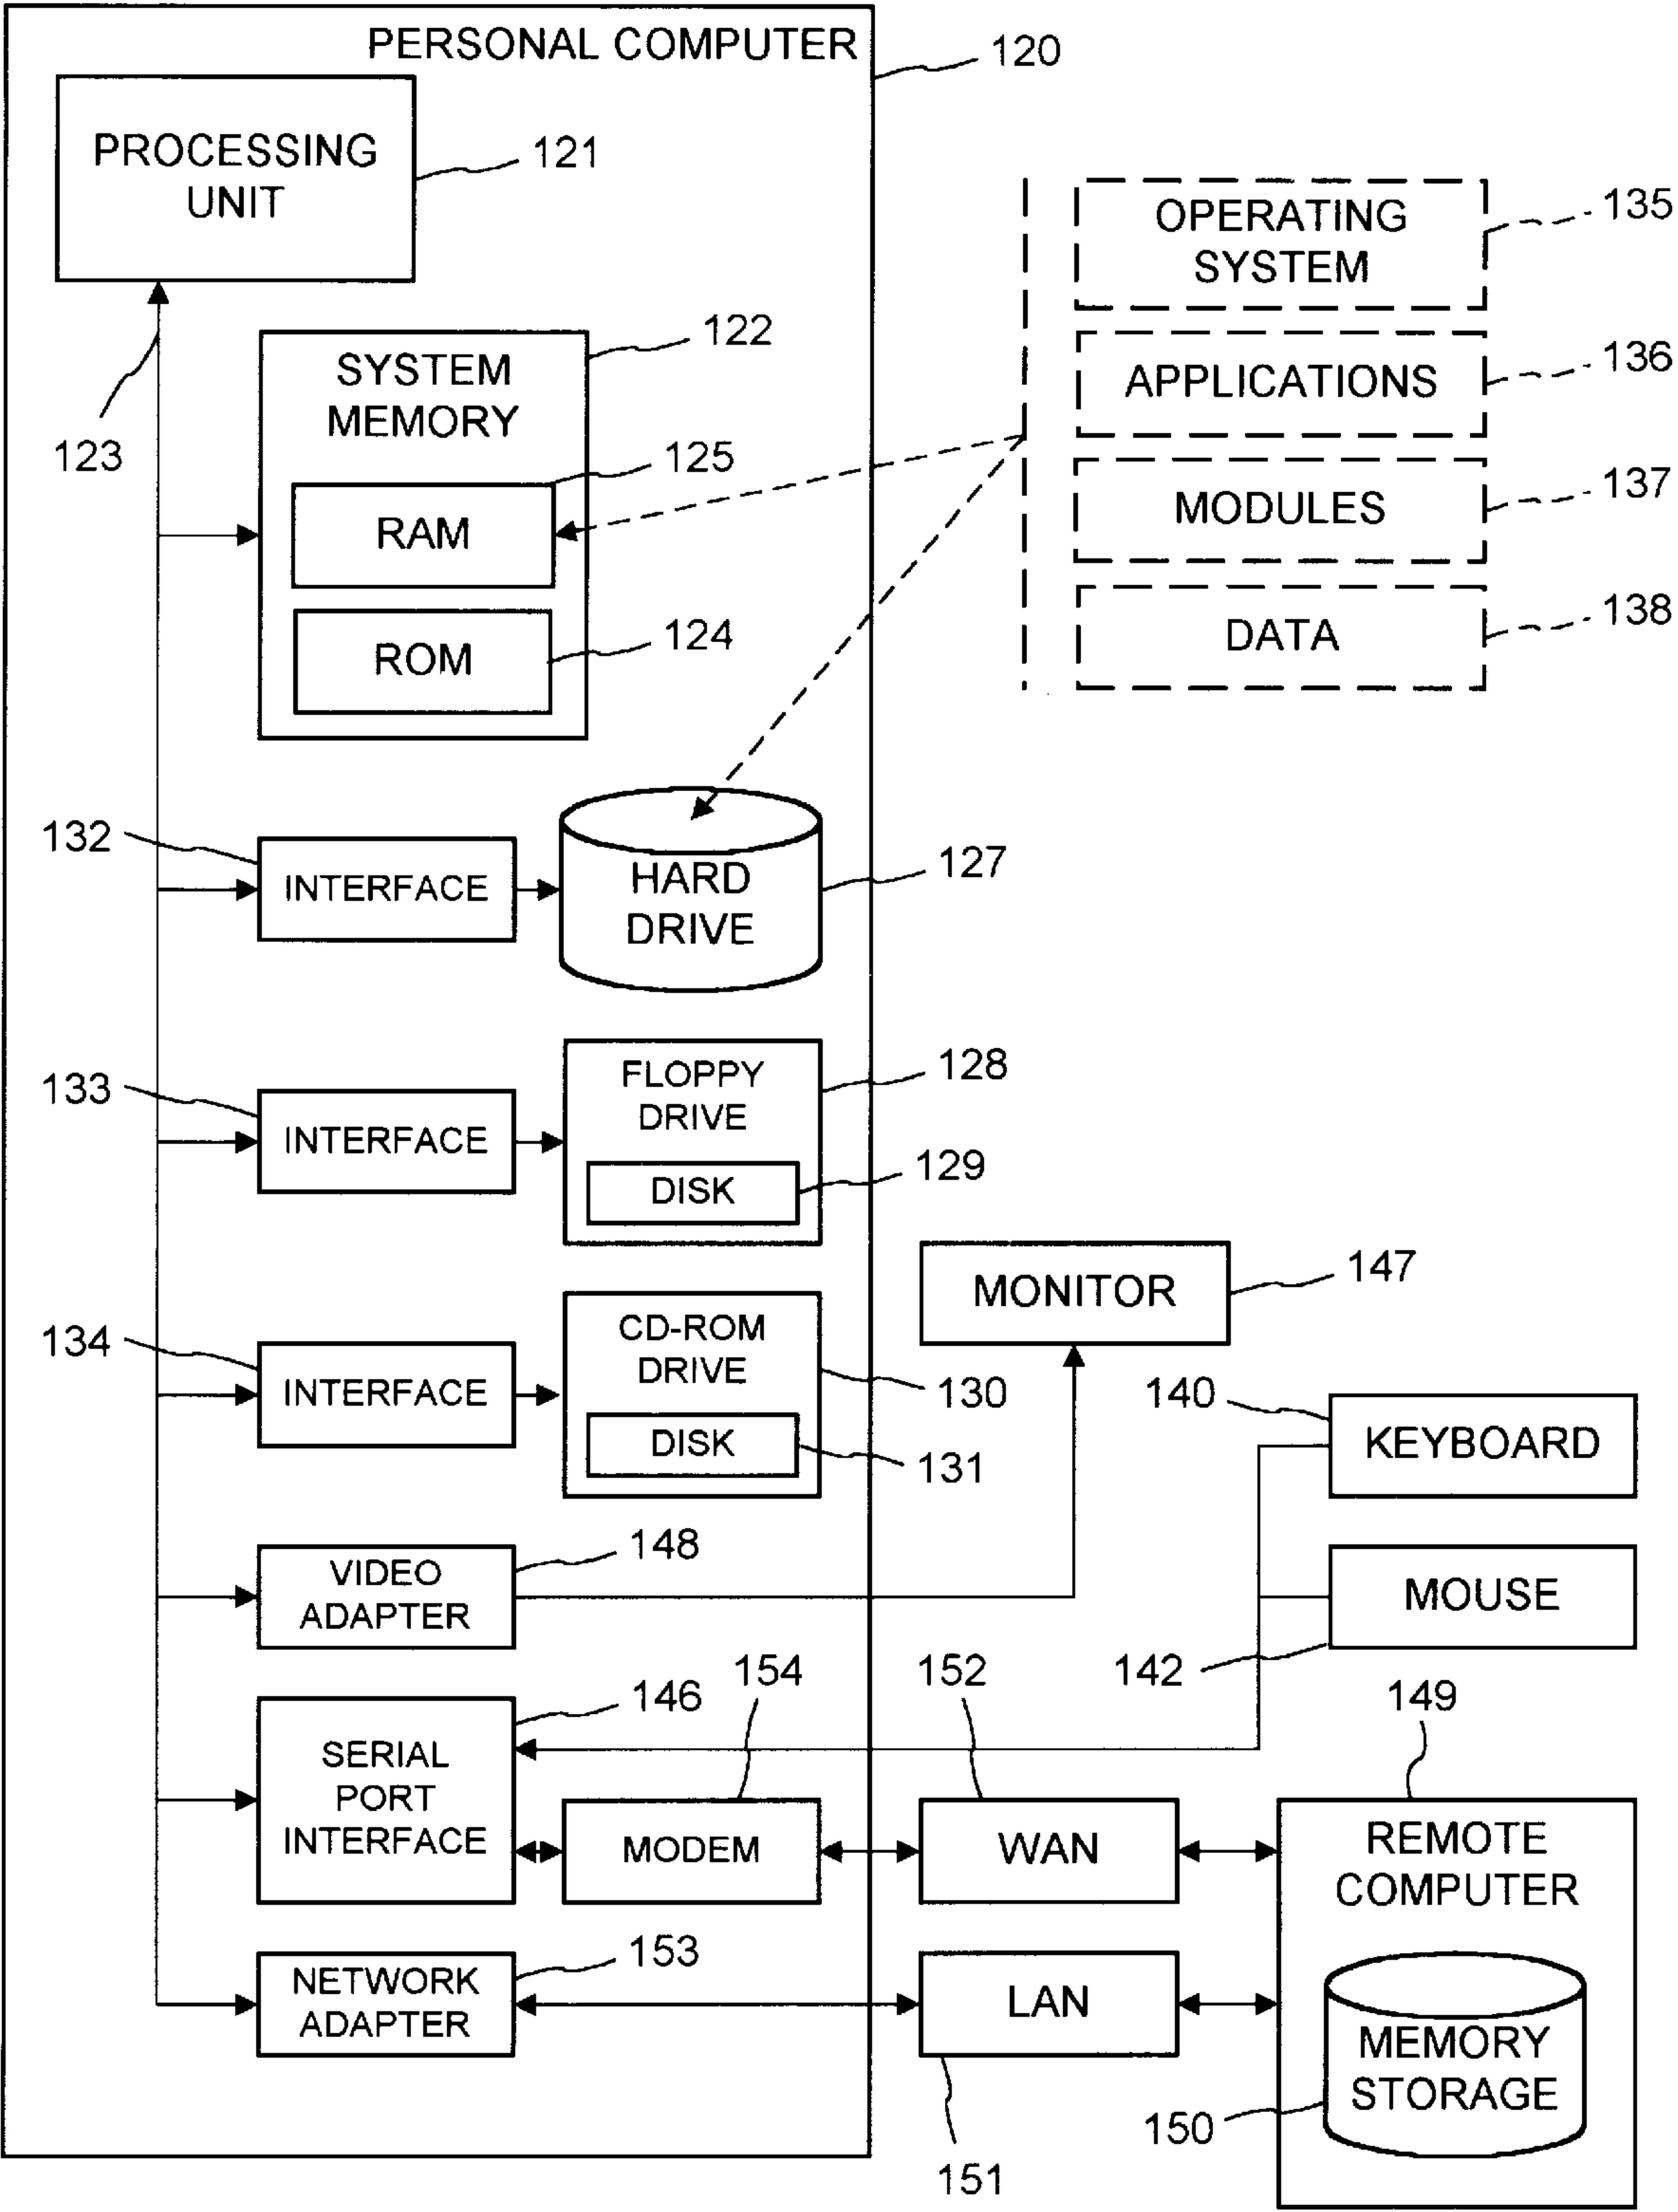 PERSONAL COMPUTER
120
PROCESSING
UNIT
121
123
SYSTEM
MEMORY
122
RAM
125
ROM
124
OPERATING
SYSTEM
135
APPLICATIONS
136
MODULES
137
DATA
138
132
INTERFACE
HARD
DRIVE
127
133
INTERFACE
FLOPPY
DRIVE
128
DISK
129
134
INTERFACE
CD-ROM
DRIVE
130
DISK
131
MONITOR
147
140
KEYBOARD
MOUSE
142
VIDEO
ADAPTER
148
SERIAL
PORT
INTERFACE
146
154
MODEM
152
WAN
149
REMOTE
COMPUTER
NETWORK
ADAPTER
153
LAN
151
MEMORY
STORAGE
150